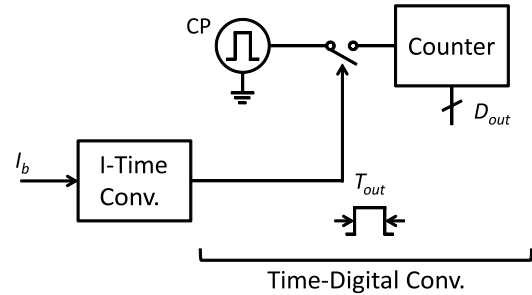 CP
Counter
D_out
I_b
I-Time
Conv.
T_out
Time-Digital Conv.